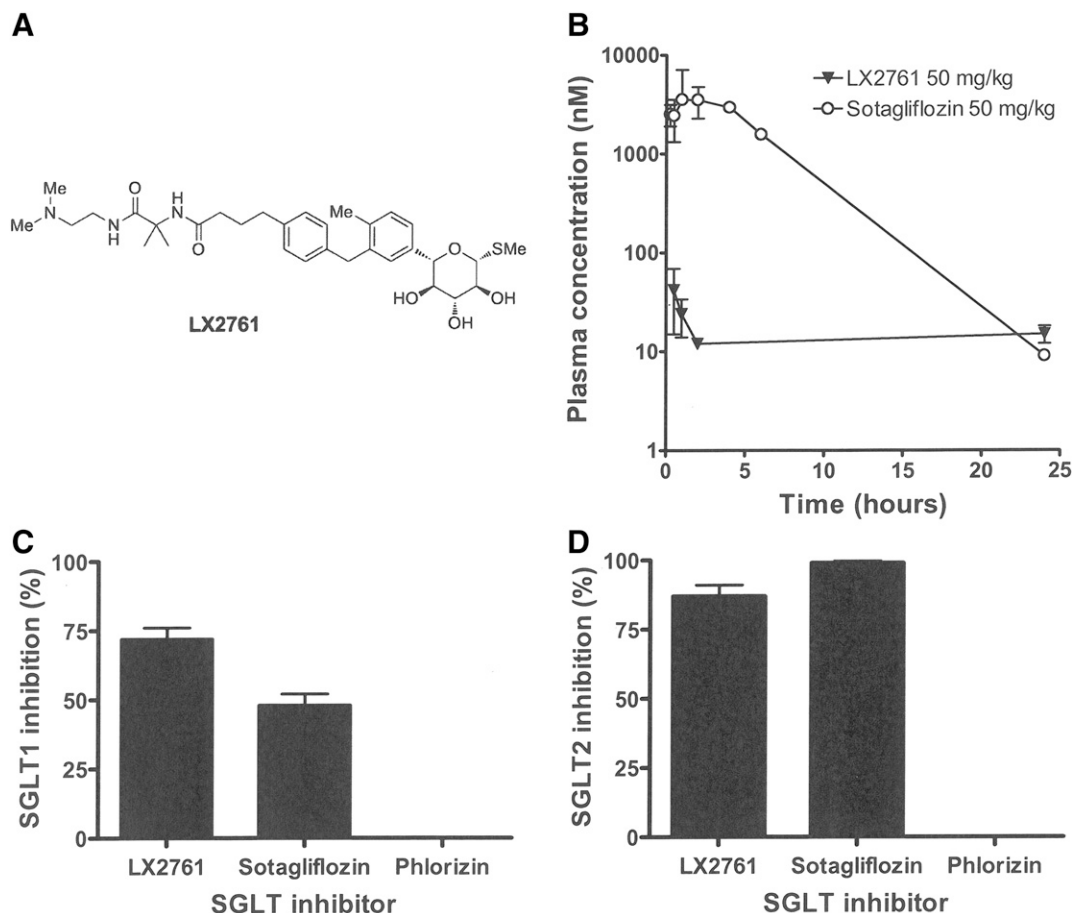 A
Me
N
Me
N
H
O
H
N
O
Me
O
SMe
HO
OH
OH
LX2761
B
Plasma concentration (nM)
10000
1000
100
10
1
LX2761 50 mg/kg
Sotagliflozin 50 mg/kg
0 5 10 15 20 25
Time (hours)
C
SGLT1 inhibition (%)
100
75
50
25
0
LX2761 Sotagliflozin Phlorizin
SGLT inhibitor
D
SGLT2 inhibition (%)
100
75
50
25
0
LX2761 Sotagliflozin Phlorizin
SGLT inhibitor